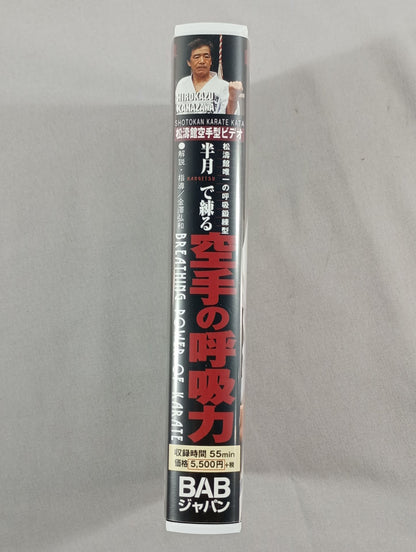 HIROKAZU
KANAZAWA
SHOTOKAN KARATE KATA
松濤館空手型ビデオ
松濤館唯一の呼吸鍛練型
半月で練る
HANGETSU
空手の呼吸力
●解説・指導/金澤弘和
BREATHING POWER OF KARATE
収録時間 55min
価格 5,500円 +税
BAB
ジャパン